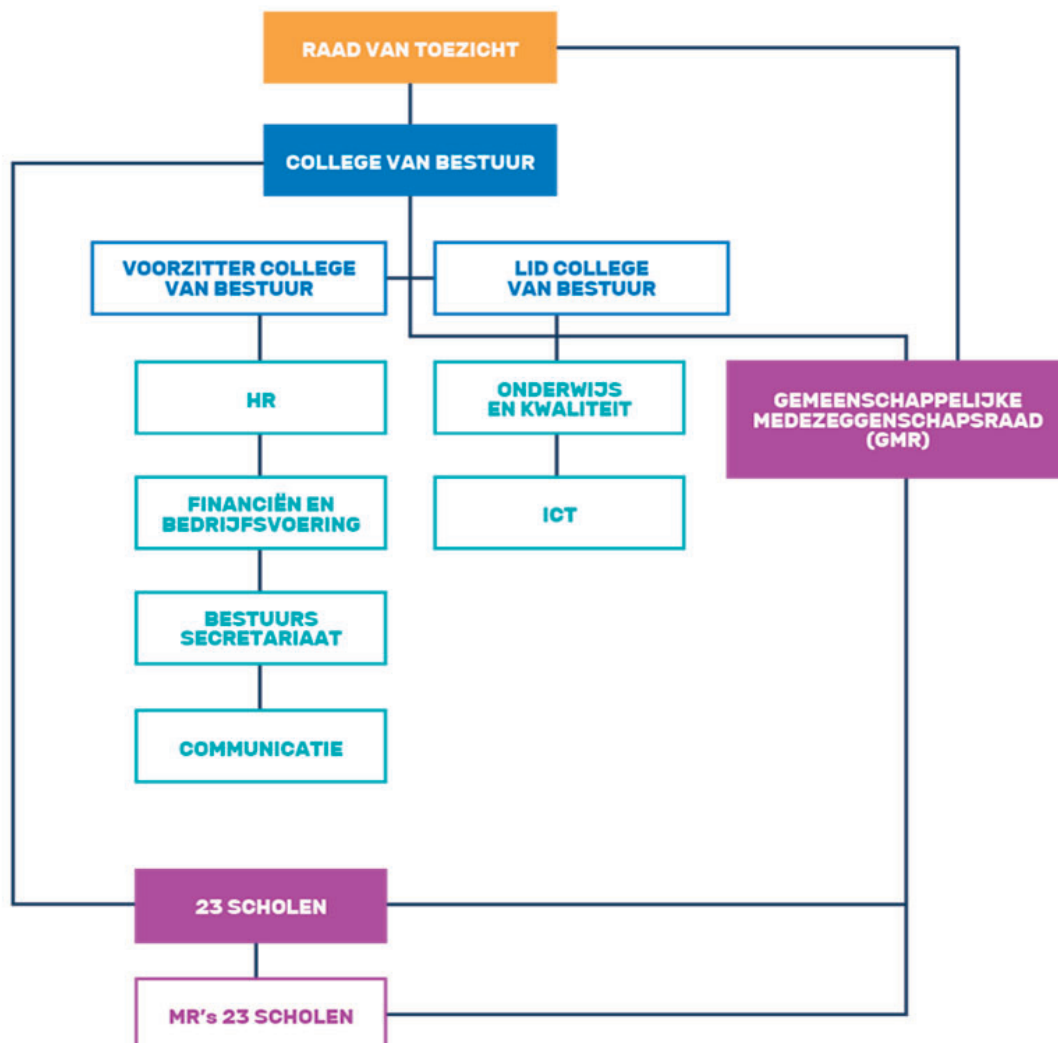 RAAD VAN TOEZICHT
COLLEGE VAN BESTUUR
VOORZITTER COLLEGE
VAN BESTUUR
LID COLLEGE
VAN BESTUUR
HR
ONDERWIJS
EN KWALITEIT
GEMEENSCHAPPELIJKE
MEDEZEGGENSCHAPSRAAD
(GMR)
FINANCIËN EN
BEDRIJFSVOERING
ICT
BESTUURS
SECRETARIAAT
COMMUNICATIE
23 SCHOLEN
MR's 23 SCHOLEN